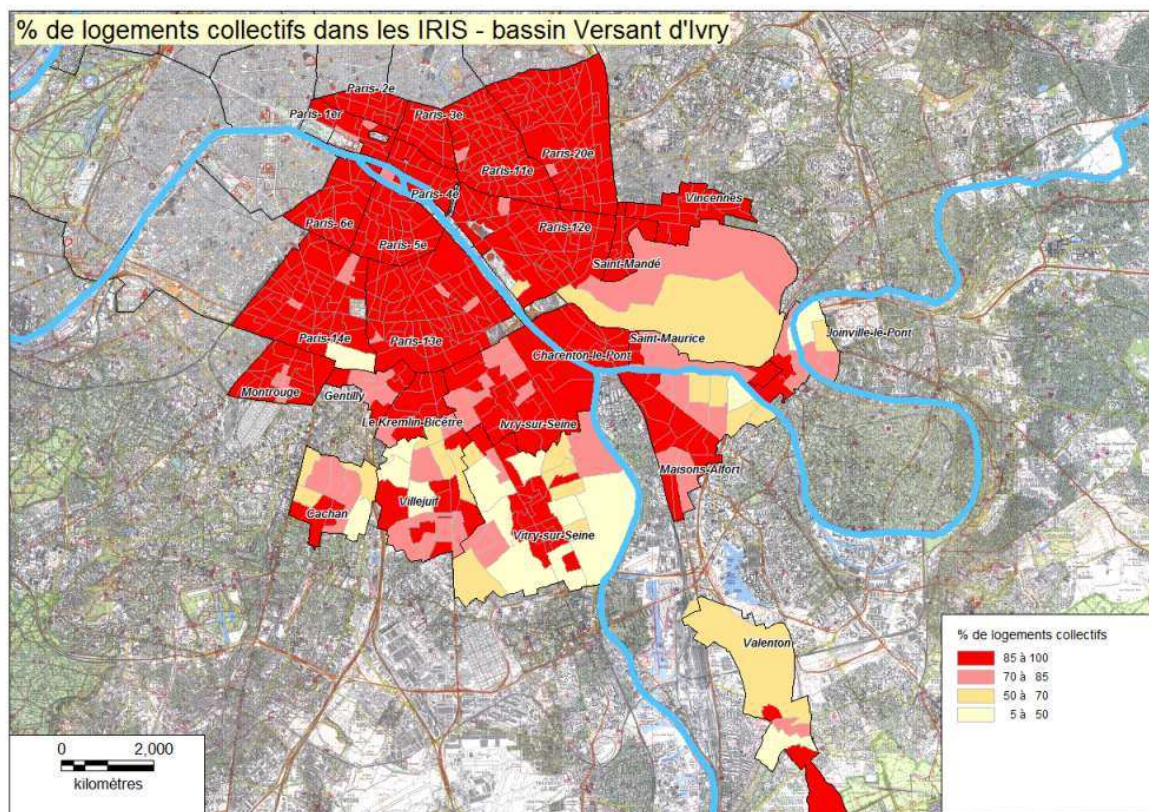 % de logements collectifs dans les IRIS - bassin Versant d'Ivry
Paris- 2e
Paris- 1er
Paris- 3e
Paris-20e
Paris-11e
Paris- 4e
Vincennes
Paris- 6e
Paris-12e
Paris- 5e
Saint-Mandé
Paris-14e
Paris-13e
Saint-Maurice
Joinville-le-Pont
Charenton-le-Pont
Montrouge
Gentilly
Le Kremlin-Bicêtre
Ivry-sur-Seine
Maisons-Alfort
Cachan
Villejuif
Vitry-sur-Seine
Valenton
% de logements collectifs
85 à 100
70 à 85
50 à 70
5 à 50
0 2,000
kilomètres